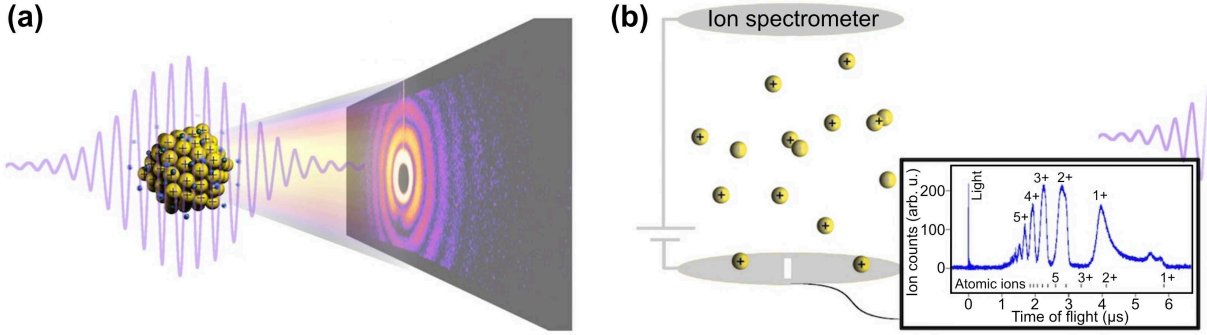 (a)
(b)
Ion spectrometer
Ion counts (arb. u.)
200
100
0
Light
5+
4+
3+
2+
1+
Atomic ions
5
3+
2+
1+
0 1 2 3 4 5 6
Time of flight (µs)